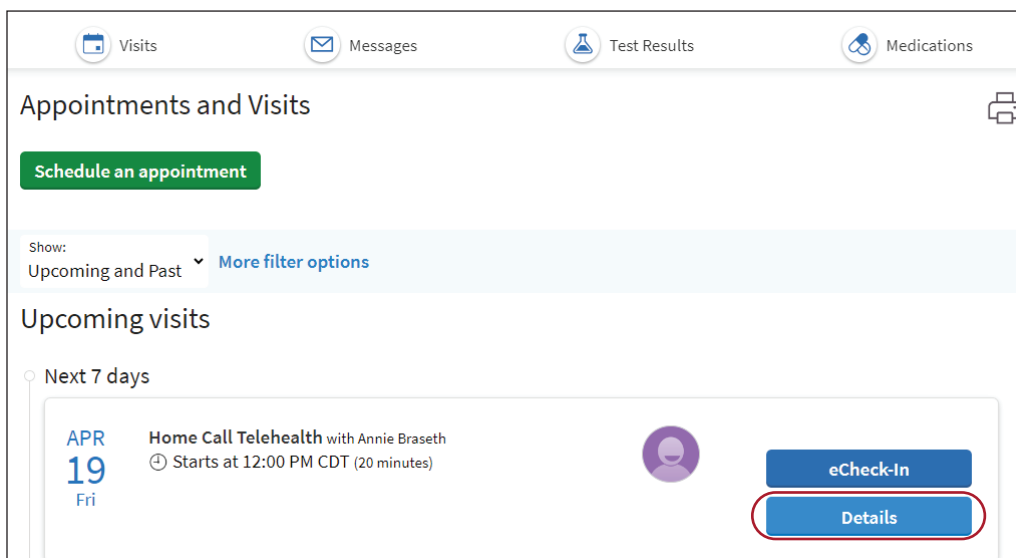 Visits Messages Test Results Medications
Appointments and Visits
Schedule an appointment
Show:
Upcoming and Past More filter options
Upcoming visits
Next 7 days
APR
19
Fri
Home Call Telehealth with Annie Braseth
Starts at 12:00 PM CDT (20 minutes)
eCheck-In
Details